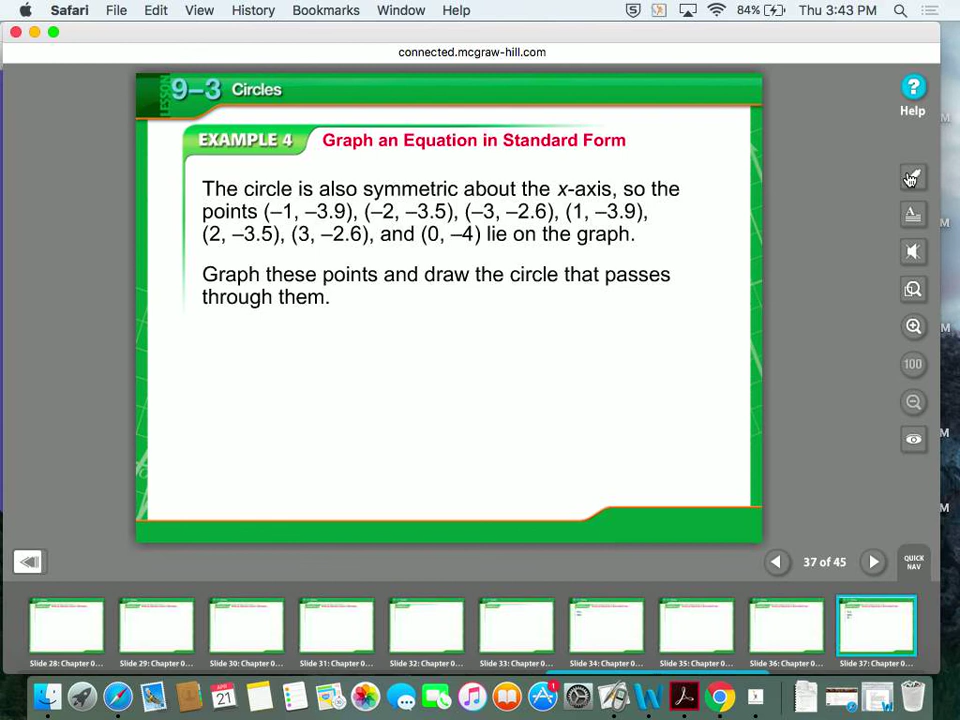 Safari File Edit View History Bookmarks Window Help 84% Thu 3:43 PM
connected.mcgraw-hill.com
LESSON 9–3 Circles
Help
EXAMPLE 4 Graph an Equation in Standard Form
The circle is also symmetric about the x-axis, so the
points (–1, –3.9), (–2, –3.5), (–3, –2.6), (1, –3.9),
(2, –3.5), (3, –2.6), and (0, –4) lie on the graph.
Graph these points and draw the circle that passes
through them.
100
37 of 45
QUICK
NAV
Slide 28: Chapter 0... Slide 29: Chapter 0... Slide 30: Chapter 0... Slide 31: Chapter 0... Slide 32: Chapter 0... Slide 33: Chapter 0... Slide 34: Chapter 0... Slide 35: Chapter 0... Slide 36: Chapter 0... Slide 37: Chapter 0...
APR
21
1